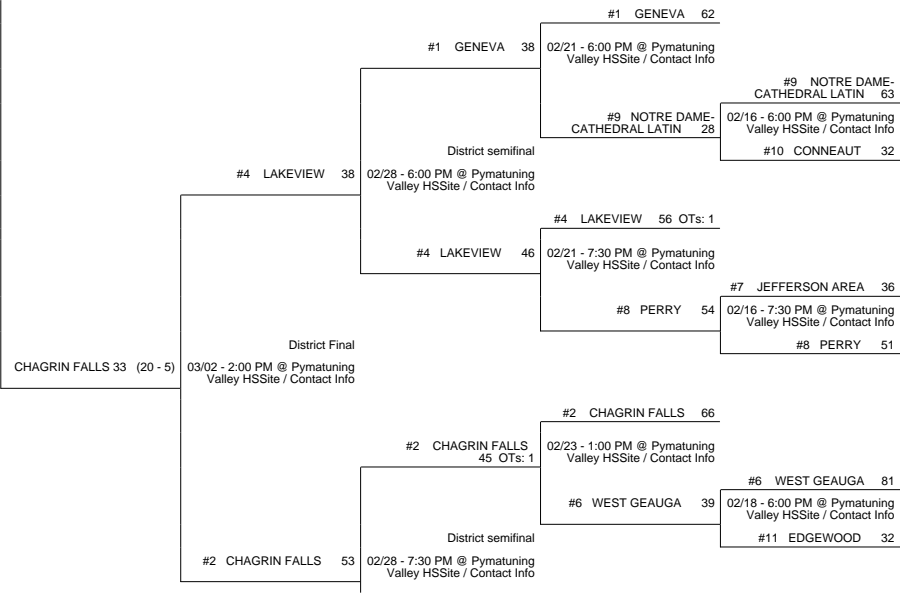 #1 GENEVA 62
#1 GENEVA 38
02/21 - 6:00 PM @ Pymatuning
Valley HSSite / Contact Info
#9 NOTRE DAME-
CATHEDRAL LATIN 63
#9 NOTRE DAME-
CATHEDRAL LATIN 28
02/16 - 6:00 PM @ Pymatuning
Valley HSSite / Contact Info
#10 CONNEAUT 32
District semifinal
02/28 - 6:00 PM @ Pymatuning
Valley HSSite / Contact Info
#4 LAKEVIEW 38
#4 LAKEVIEW 56 OTs: 1
#4 LAKEVIEW 46
02/21 - 7:30 PM @ Pymatuning
Valley HSSite / Contact Info
#7 JEFFERSON AREA 36
#8 PERRY 54
02/16 - 7:30 PM @ Pymatuning
Valley HSSite / Contact Info
#8 PERRY 51
District Final
CHAGRIN FALLS 33 (20 - 5)
03/02 - 2:00 PM @ Pymatuning
Valley HSSite / Contact Info
#2 CHAGRIN FALLS 66
#2 CHAGRIN FALLS
45 OTs: 1
02/23 - 1:00 PM @ Pymatuning
Valley HSSite / Contact Info
#6 WEST GEAUGA 81
#6 WEST GEAUGA 39
02/18 - 6:00 PM @ Pymatuning
Valley HSSite / Contact Info
#11 EDGEWOOD 32
District semifinal
#2 CHAGRIN FALLS 53
02/28 - 7:30 PM @ Pymatuning
Valley HSSite / Contact Info